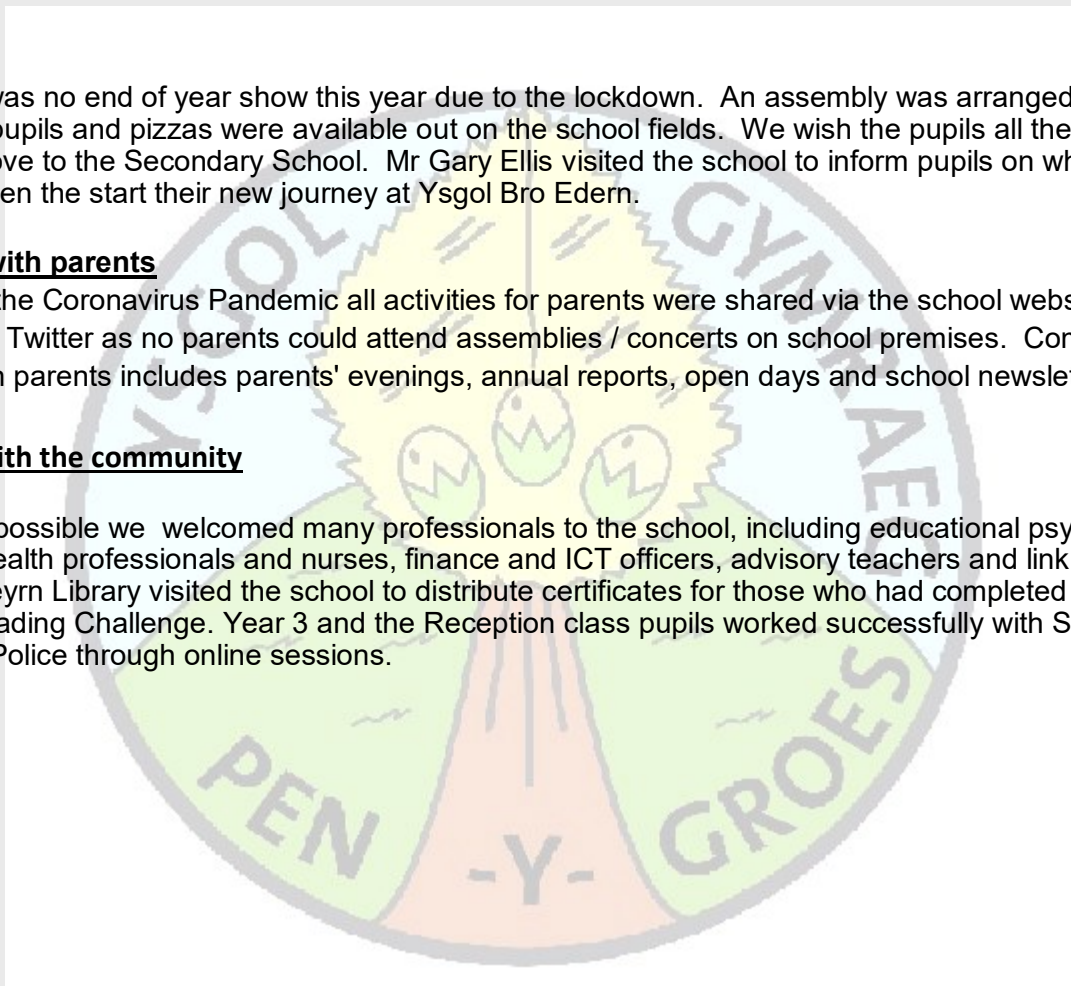 was no end of year show this year due to the lockdown. An assembly was arranged
pupils and pizzas were available out on the school fields. We wish the pupils all the
ove to the Secondary School. Mr Gary Ellis visited the school to inform pupils on wh
en the start their new journey at Ysgol Bro Edern.
with parents
the Coronavirus Pandemic all activities for parents were shared via the school webs
Twitter as no parents could attend assemblies / concerts on school premises. Con
n parents includes parents' evenings, annual reports, open days and school newslet
ith the community
possible we welcomed many professionals to the school, including educational psy
ealth professionals and nurses, finance and ICT officers, advisory teachers and link
eyrn Library visited the school to distribute certificates for those who had completed
ading Challenge. Year 3 and the Reception class pupils worked successfully with S
Police through online sessions.
YSGOL GYMRAEG
PEN -Y- GROES